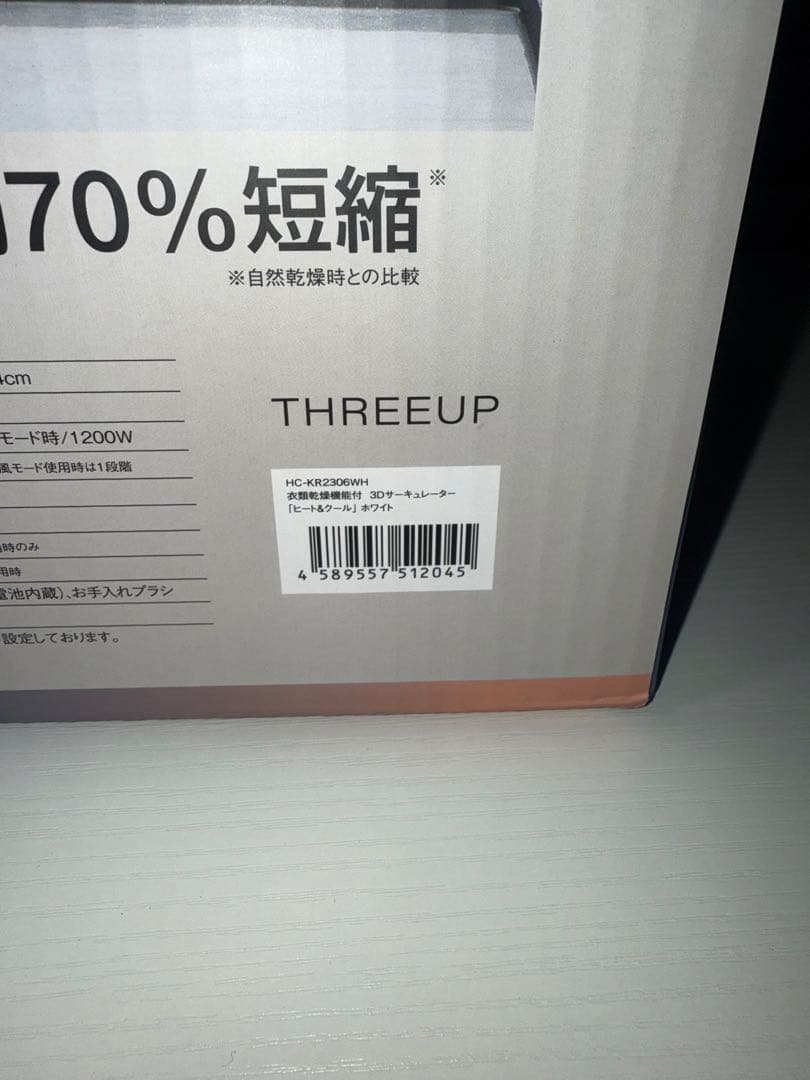 70%短縮※
※自然乾燥時との比較
4cm
モード時/1200W
風モード使用時は1段階
時のみ
用時
電池内蔵)、お手入れブラシ
設定しております。
THREEUP
HC-KR2306WH
衣類乾燥機能付 3Dサーキュレーター
「ヒート&クール」 ホワイト
4 589557 512045